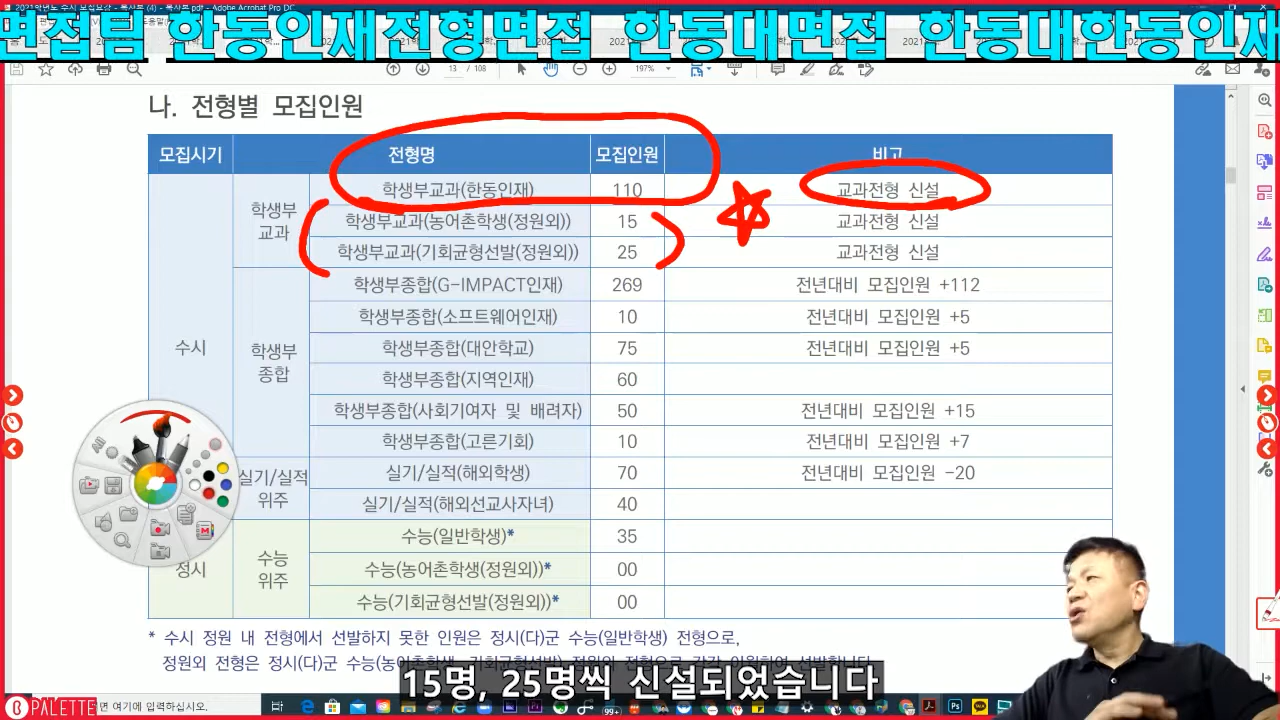 면접팀 한동인재전형면접 한동대면접 한동대한동인재
13 / 108
197%
나. 전형별 모집인원
모집시기 전형명 모집인원 비고
학생부교과(한동인재) 110 교과전형 신설
학생부
교과
학생부교과(농어촌학생(정원외)) 15 교과전형 신설
학생부교과(기회균형선발(정원외)) 25 교과전형 신설
학생부종합(G-IMPACT인재) 269 전년대비 모집인원 +112
학생부종합(소프트웨어인재) 10 전년대비 모집인원 +5
수시
학생부
종합
학생부종합(대안학교) 75 전년대비 모집인원 +5
학생부종합(지역인재) 60
학생부종합(사회기여자 및 배려자) 50 전년대비 모집인원 +15
학생부종합(고른기회) 10 전년대비 모집인원 +7
실기/실적
위주
실기/실적(해외학생) 70 전년대비 모집인원 -20
실기/실적(해외선교사자녀) 40
정시
수능
위주
수능(일반학생)* 35
수능(농어촌학생(정원외))* 00
수능(기회균형선발(정원외))* 00
* 수시 정원 내 전형에서 선발하지 못한 인원은 정시(다)군 수능(일반학생) 전형으로,
정원외 전형은 정시(다)군
15명, 25명씩 신설되었습니다
PALETTE